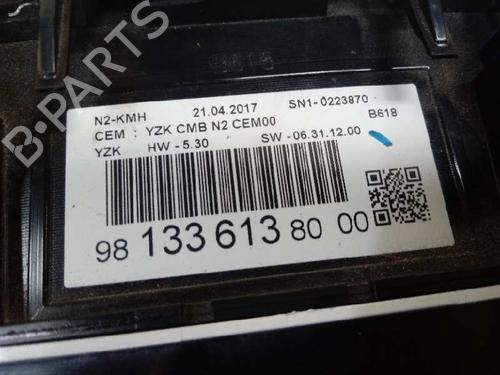 N2-KMH 21.04.2017 SN1-0223870
CEM : YZK CMB N2 CEM00 B618
YZK HW - 5.30 SW -06.31.12.00
98 133 613 80 00
B-PARTS